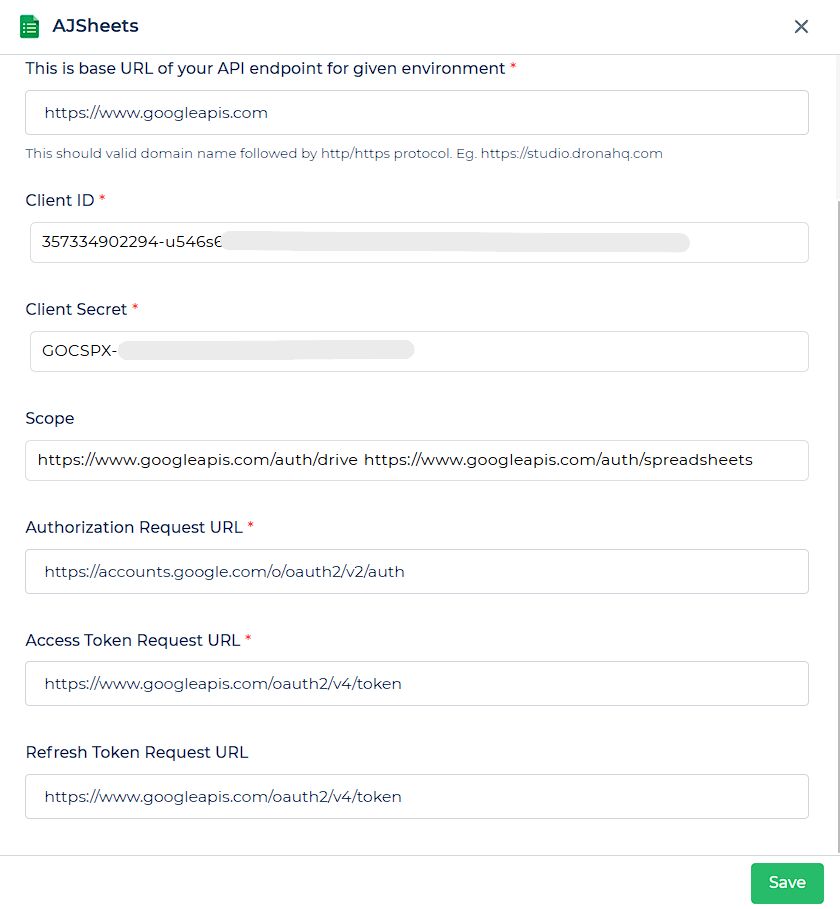 AJSheets
This is base URL of your API endpoint for given environment *
https://www.googleapis.com
This should valid domain name followed by http/https protocol. Eg. https://studio.dronahq.com
Client ID *
357334902294-u546s6
Client Secret *
GOCSPX-
Scope
https://www.googleapis.com/auth/drive https://www.googleapis.com/auth/spreadsheets
Authorization Request URL *
https://accounts.google.com/o/oauth2/v2/auth
Access Token Request URL *
https://www.googleapis.com/oauth2/v4/token
Refresh Token Request URL
https://www.googleapis.com/oauth2/v4/token
Save